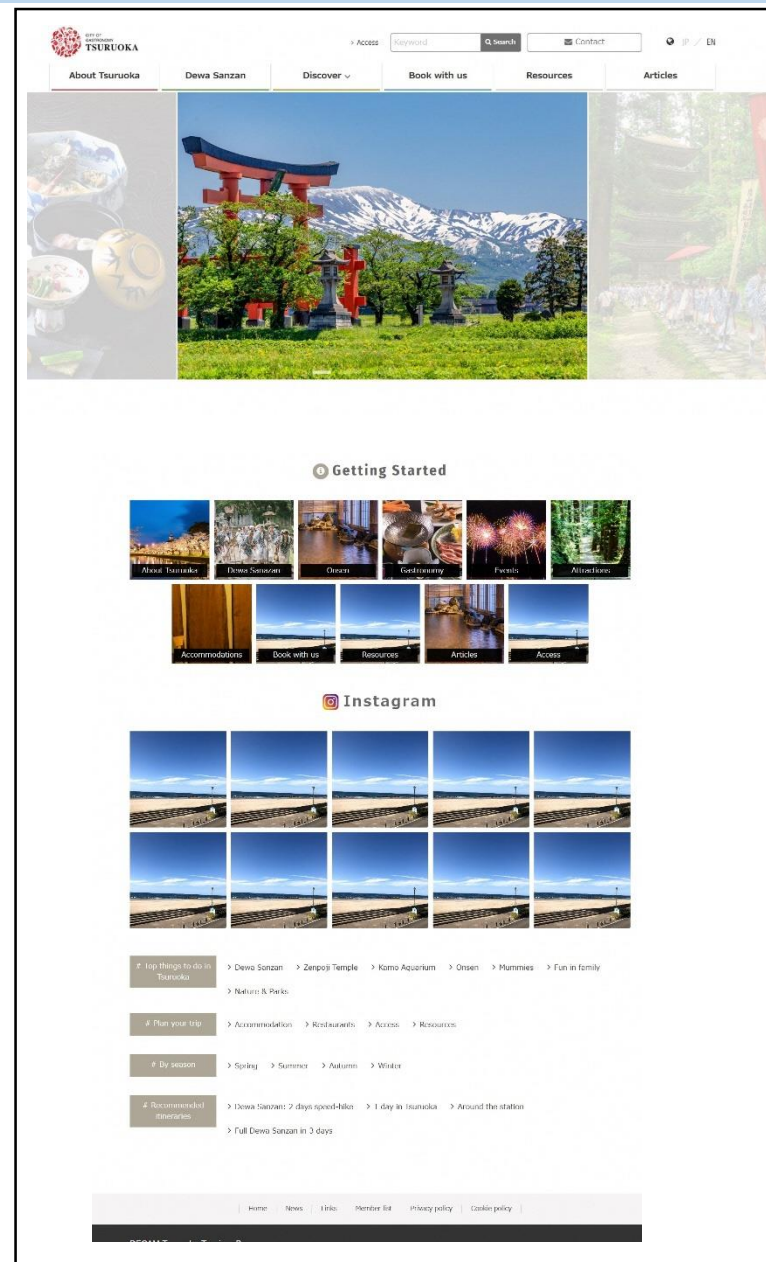 CITY OF
GASTRONOMY
TSURUOKA
> Access
Keyword
Search
Contact
JP / EN
About Tsuruoka
Dewa Sanzan
Discover
Book with us
Resources
Articles
Getting Started
About Tsuruoka
Dewa Sanazan
Onsen
Gastronomy
Events
Attractions
Accommodations
Book with us
Resources
Articles
Access
Instagram
# Top things to do in
Tsuruoka
> Dewa Sanzan > Zenpoji Temple > Kamo Aquarium > Onsen > Mummies > Fun in family
> Nature & Parks
# Plan your trip
> Accommodation > Restaurants > Access > Resources
# By season
> Spring > Summer > Autumn > Winter
# Recommended
itineraries
> Dewa Sanzan: 2 days speed-hike > 1 day in Tsuruoka > Around the station
> Full Dewa Sanzan in 3 days
Home | News | Links | Member list | Privacy policy | Cookie policy |